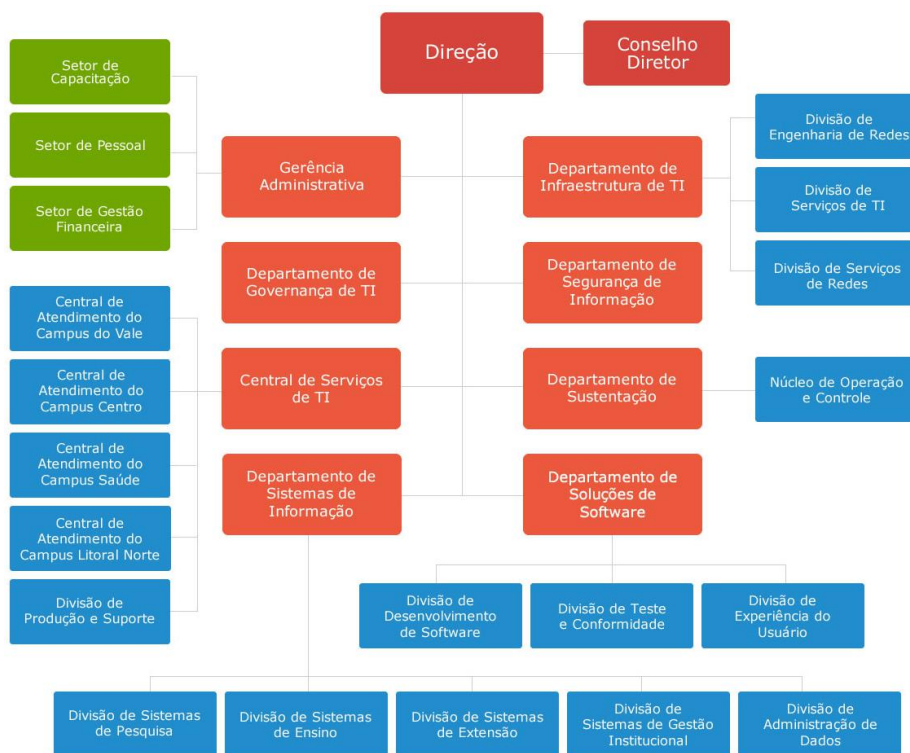 Direção
Conselho
Diretor
Setor de
Capacitação
Setor de Pessoal
Setor de Gestão
Financeira
Gerência
Administrativa
Departamento de
Infraestrutura de TI
Divisão de
Engenharia de Redes
Divisão de
Serviços de TI
Divisão de Serviços
de Redes
Departamento de
Governança de TI
Departamento de
Segurança de
Informação
Central de
Atendimento do
Campus do Vale
Central de
Atendimento do
Campus Centro
Central de
Atendimento do
Campus Saúde
Central de
Atendimento do
Campus Litoral Norte
Divisão de
Produção e Suporte
Central de Serviços
de TI
Departamento de
Sustentação
Núcleo de Operação
e Controle
Departamento de
Sistemas de
Informação
Departamento de
Soluções de
Software
Divisão de
Desenvolvimento
de Software
Divisão de Teste
e Conformidade
Divisão de
Experiência do
Usuário
Divisão de Sistemas
de Pesquisa
Divisão de Sistemas
de Ensino
Divisão de Sistemas
de Extensão
Divisão de
Sistemas de Gestão
Institucional
Divisão de
Administração de
Dados